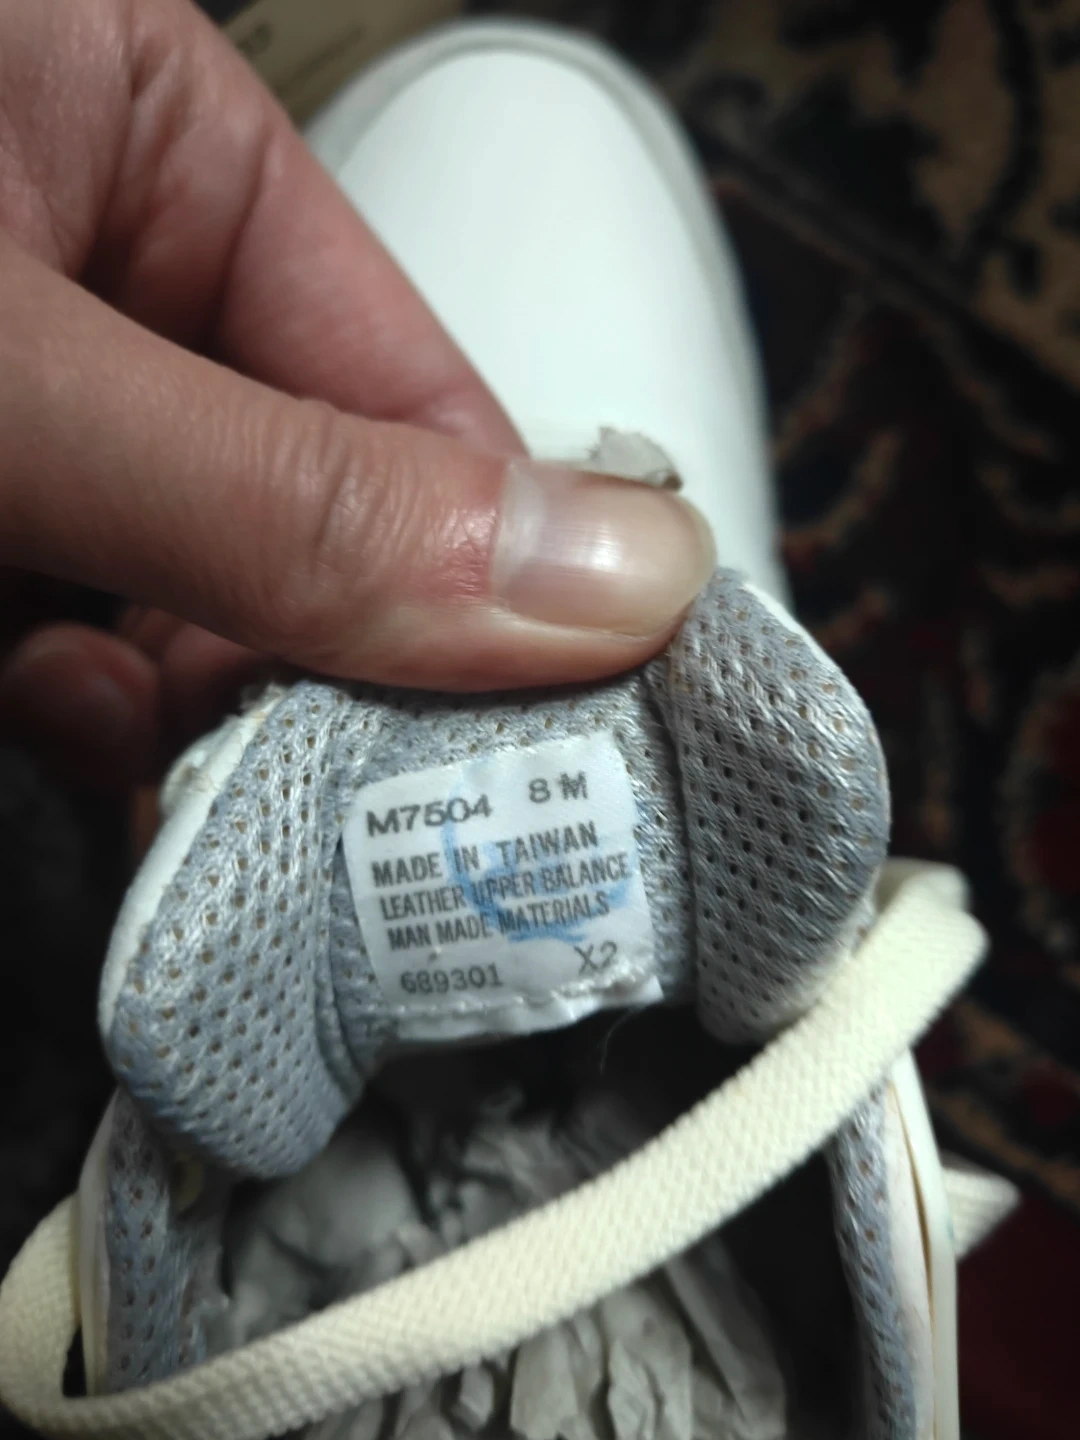 M7504 8 M
MADE IN TAIWAN
LEATHER UPPER BALANCE
MAN MADE MATERIALS
689301 X2